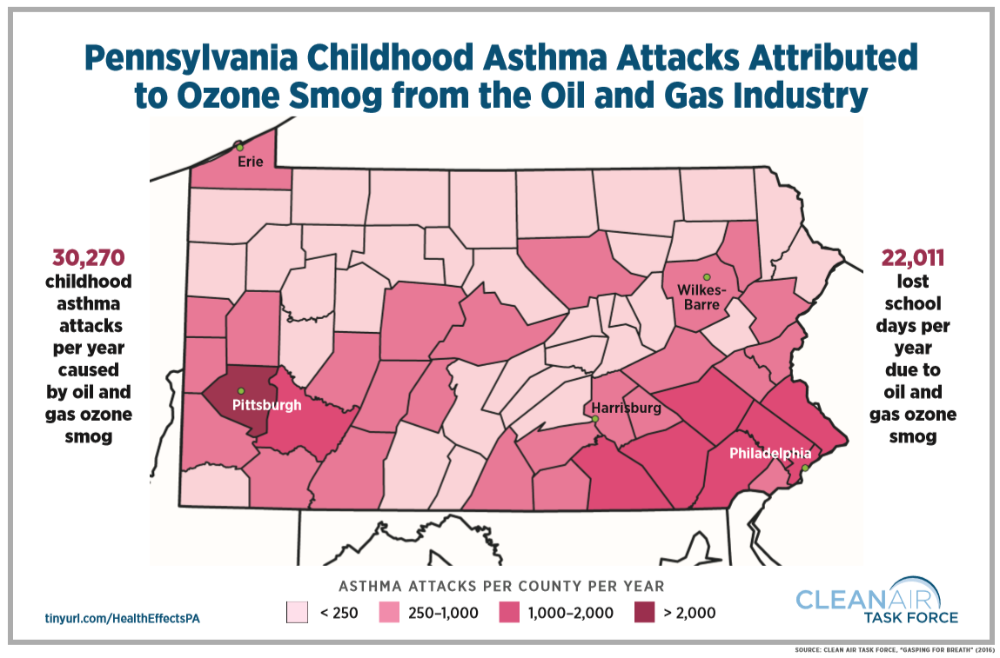 Pennsylvania Childhood Asthma Attacks Attributed
to Ozone Smog from the Oil and Gas Industry
Erie
30,270
childhood
asthma
attacks
per year
caused
by oil and
gas ozone
smog
22,011
lost
school
days per
year
due to
oil and
gas ozone
smog
Wilkes-
Barre
Pittsburgh
Harrisburg
Philadelphia
ASTHMA ATTACKS PER COUNTY PER YEAR
< 250
250–1,000
1,000–2,000
> 2,000
tinyurl.com/HealthEffectsPA
CLEANAIR
TASK FORCE
SOURCE: CLEAN AIR TASK FORCE, "GASPING FOR BREATH" (2016)